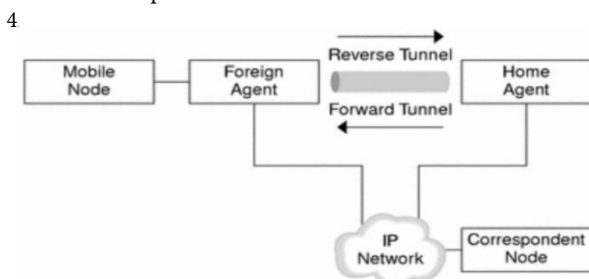 4.
Reverse Tunnel
Mobile
Node
Foreign
Agent
Home
Agent
Forward Tunnel
IP
Network
Correspondent
Node